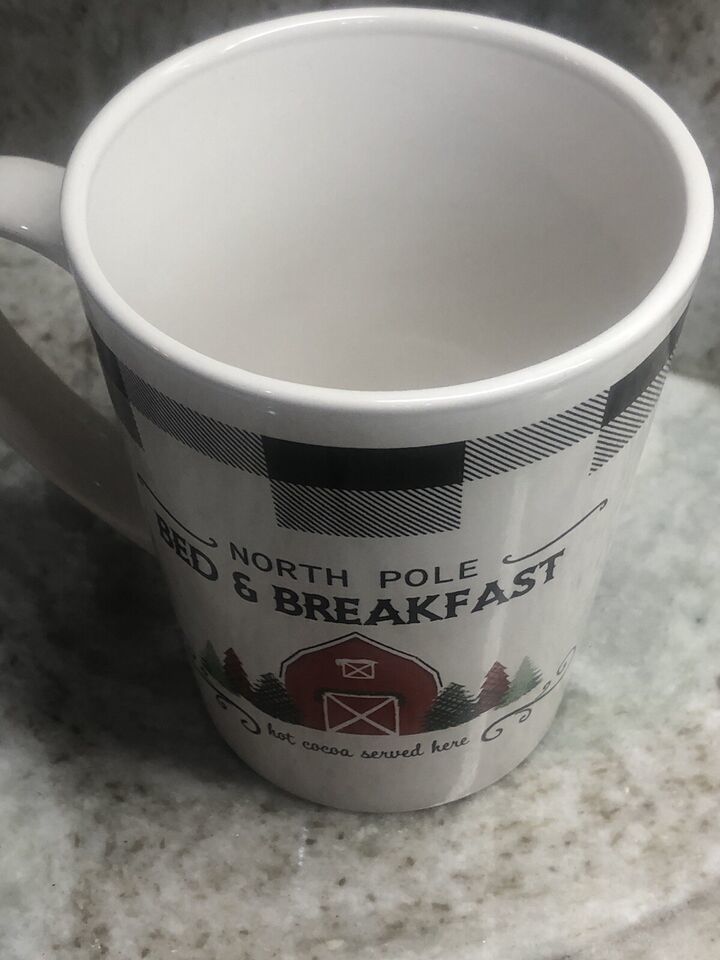 NORTH POLE
BED & BREAKFAST
hot cocoa served here